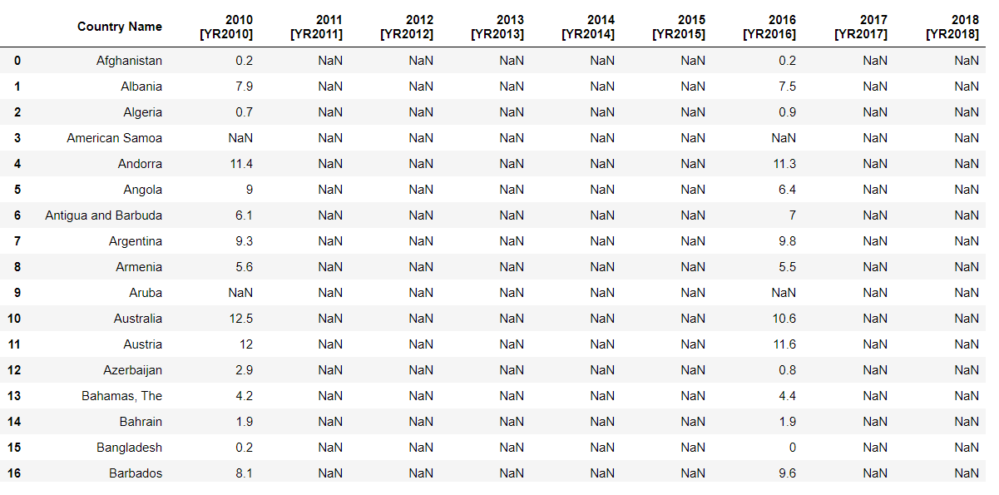 Country Name 2010 [YR2010] 2011 [YR2011] 2012 [YR2012] 2013 [YR2013] 2014 [YR2014] 2015 [YR2015] 2016 [YR2016] 2017 [YR2017] 2018 [YR2018]
0 Afghanistan 0.2 NaN NaN NaN NaN NaN 0.2 NaN NaN
1 Albania 7.9 NaN NaN NaN NaN NaN 7.5 NaN NaN
2 Algeria 0.7 NaN NaN NaN NaN NaN 0.9 NaN NaN
3 American Samoa NaN NaN NaN NaN NaN NaN NaN NaN NaN
4 Andorra 11.4 NaN NaN NaN NaN NaN 11.3 NaN NaN
5 Angola 9 NaN NaN NaN NaN NaN 6.4 NaN NaN
6 Antigua and Barbuda 6.1 NaN NaN NaN NaN NaN 7 NaN NaN
7 Argentina 9.3 NaN NaN NaN NaN NaN 9.8 NaN NaN
8 Armenia 5.6 NaN NaN NaN NaN NaN 5.5 NaN NaN
9 Aruba NaN NaN NaN NaN NaN NaN NaN NaN NaN
10 Australia 12.5 NaN NaN NaN NaN NaN 10.6 NaN NaN
11 Austria 12 NaN NaN NaN NaN NaN 11.6 NaN NaN
12 Azerbaijan 2.9 NaN NaN NaN NaN NaN 0.8 NaN NaN
13 Bahamas, The 4.2 NaN NaN NaN NaN NaN 4.4 NaN NaN
14 Bahrain 1.9 NaN NaN NaN NaN NaN 1.9 NaN NaN
15 Bangladesh 0.2 NaN NaN NaN NaN NaN 0 NaN NaN
16 Barbados 8.1 NaN NaN NaN NaN NaN 9.6 NaN NaN